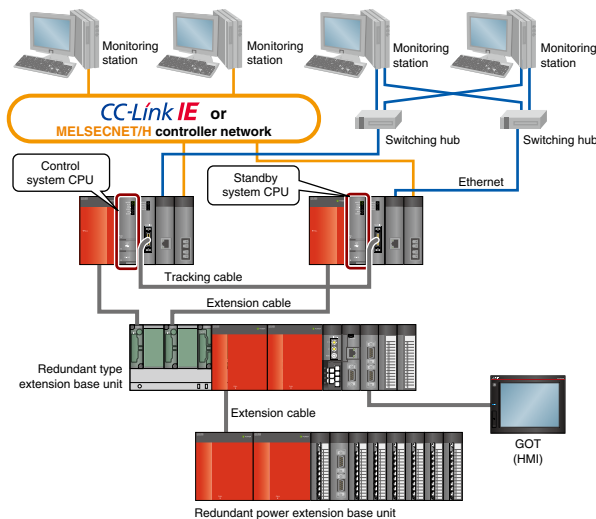 Monitoring
station
Monitoring
station
Monitoring
station
Monitoring
station
CC-Link IE or
MELSECNET/H controller network
Switching hub
Switching hub
Control
system CPU
Standby
system CPU
Ethernet
Tracking cable
Extension cable
Redundant type
extension base unit
Extension cable
GOT
(HMI)
Redundant power extension base unit